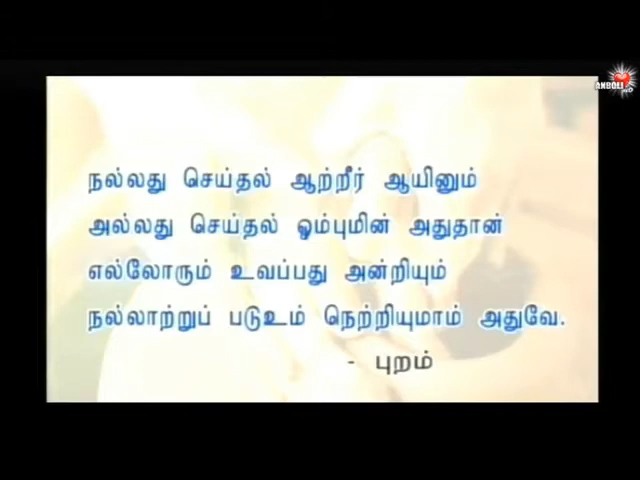 ANBOLI
நல்லது செய்தல் ஆற்றீர் ஆயினும்
அல்லது செய்தல் ஓம்புமின் அதுதான்
எல்லோரும் உவப்பது அன்றியும்
நல்லாற்றுப் படுஉம் நெற்றியுமாம் அதுவே.
- புறம்